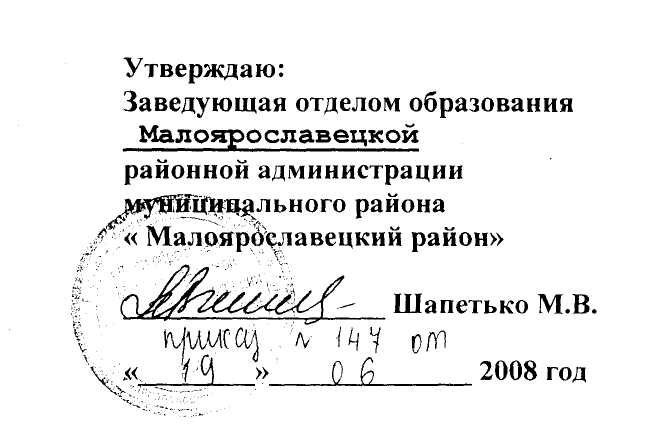 Утверждаю:
Заведующая отделом образования
Малоярославецкой
районной администрации
муниципального района
« Малоярославецкий район»
Шапетько М.В.
приказ № 147 от
« 19 » 06 2008 год